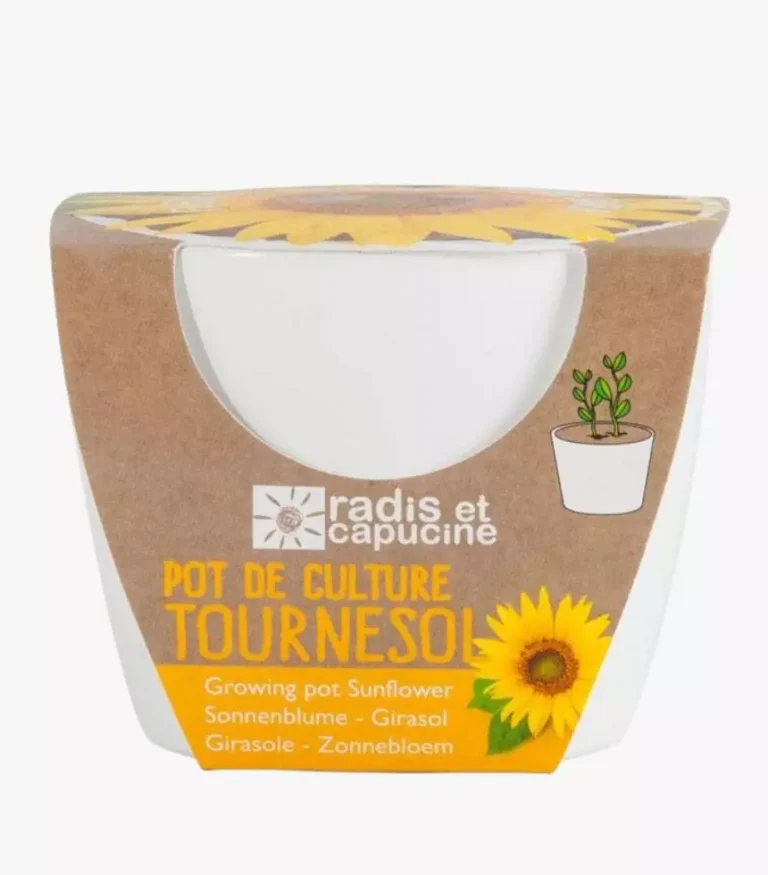 radis et
capucine
POT DE CULTURE
TOURNESOL
Growing pot Sunflower
Sonnenblume - Girasol
Girasole - Zonnebloem